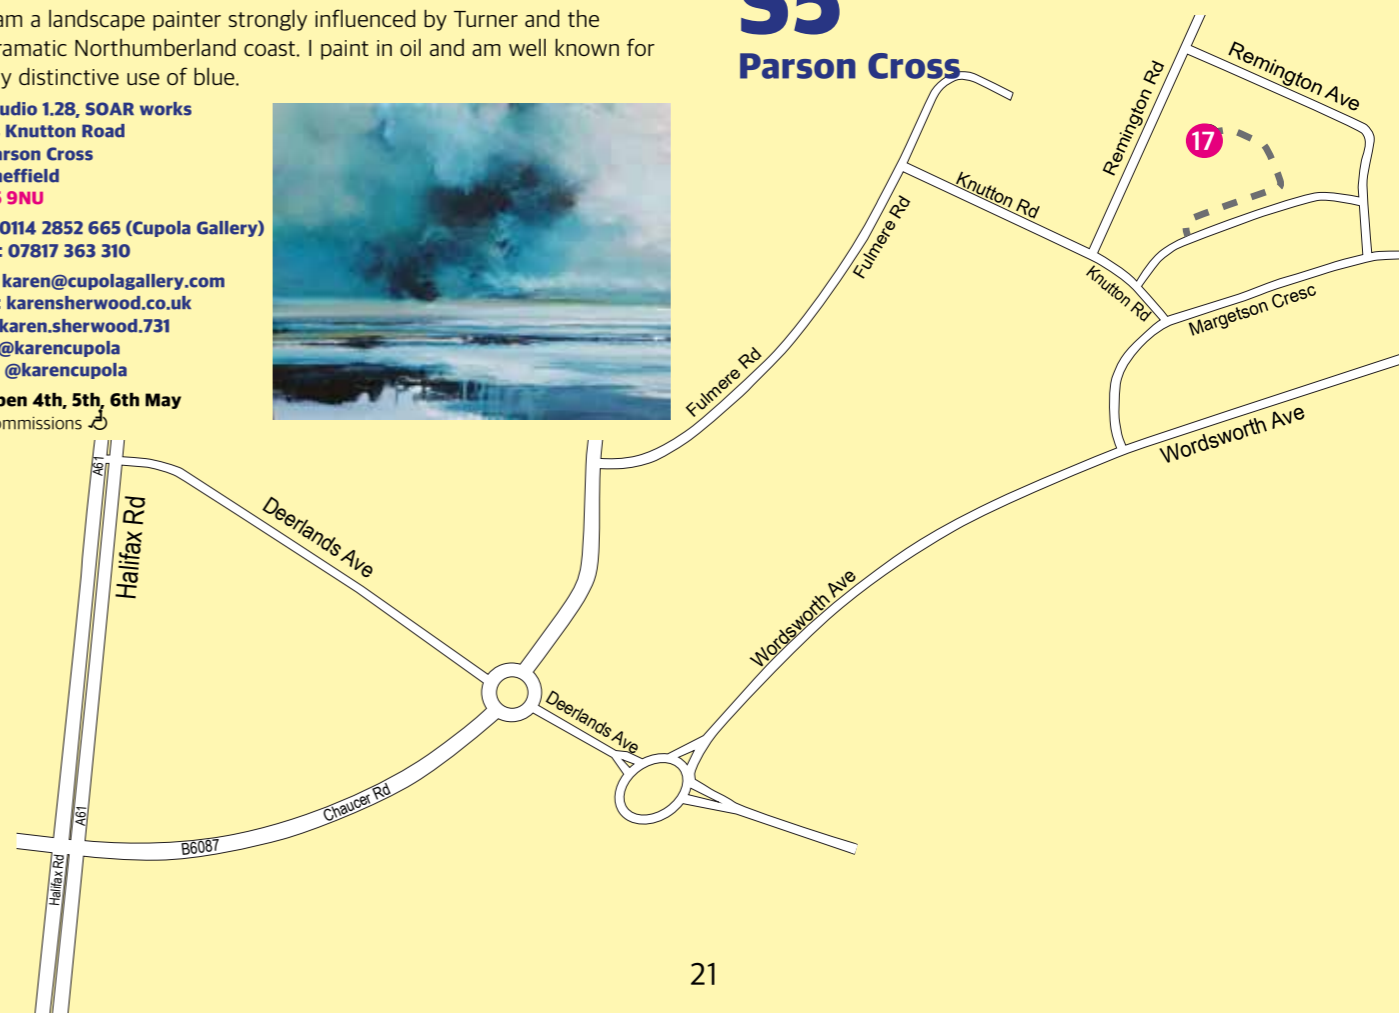 am a landscape painter strongly influenced by Turner and the
ramatic Northumberland coast. I paint in oil and am well known for
y distinctive use of blue.
udio 1.28, SOAR works
Knutton Road
arson Cross
heffield
9NU
0114 2852 665 (Cupola Gallery)
: 07817 363 310
karen@cupolagallery.com
: karensherwood.co.uk
karen.sherwood.731
@karencupola
@karencupola
pen 4th, 5th, 6th May
ommissions
S5
Parson Cross
Remington Ave
Remington Rd
17
Knutton Rd
Fulmere Rd
Knutton Rd
Margetson Cresc
Fulmere Rd
Wordsworth Ave
A61
Halifax Rd
Deerlands Ave
Wordsworth Ave
Deerlands Ave
Chaucer Rd
A61
B6087
Halifax Rd
21